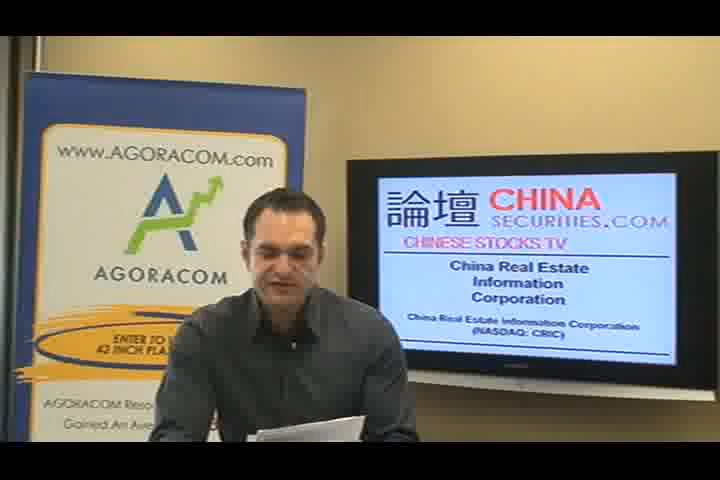 www.AGORACOM.com
AGORACOM
ENTER TO
42 INCH PLA
AGORACOM
Gained An Ave
論壇 CHINA
SECURITIES.COM
CHINESE STOCKS TV
China Real Estate
Information
Corporation
China Real Estate Information Corporation
(NASDAQ: CRIC)